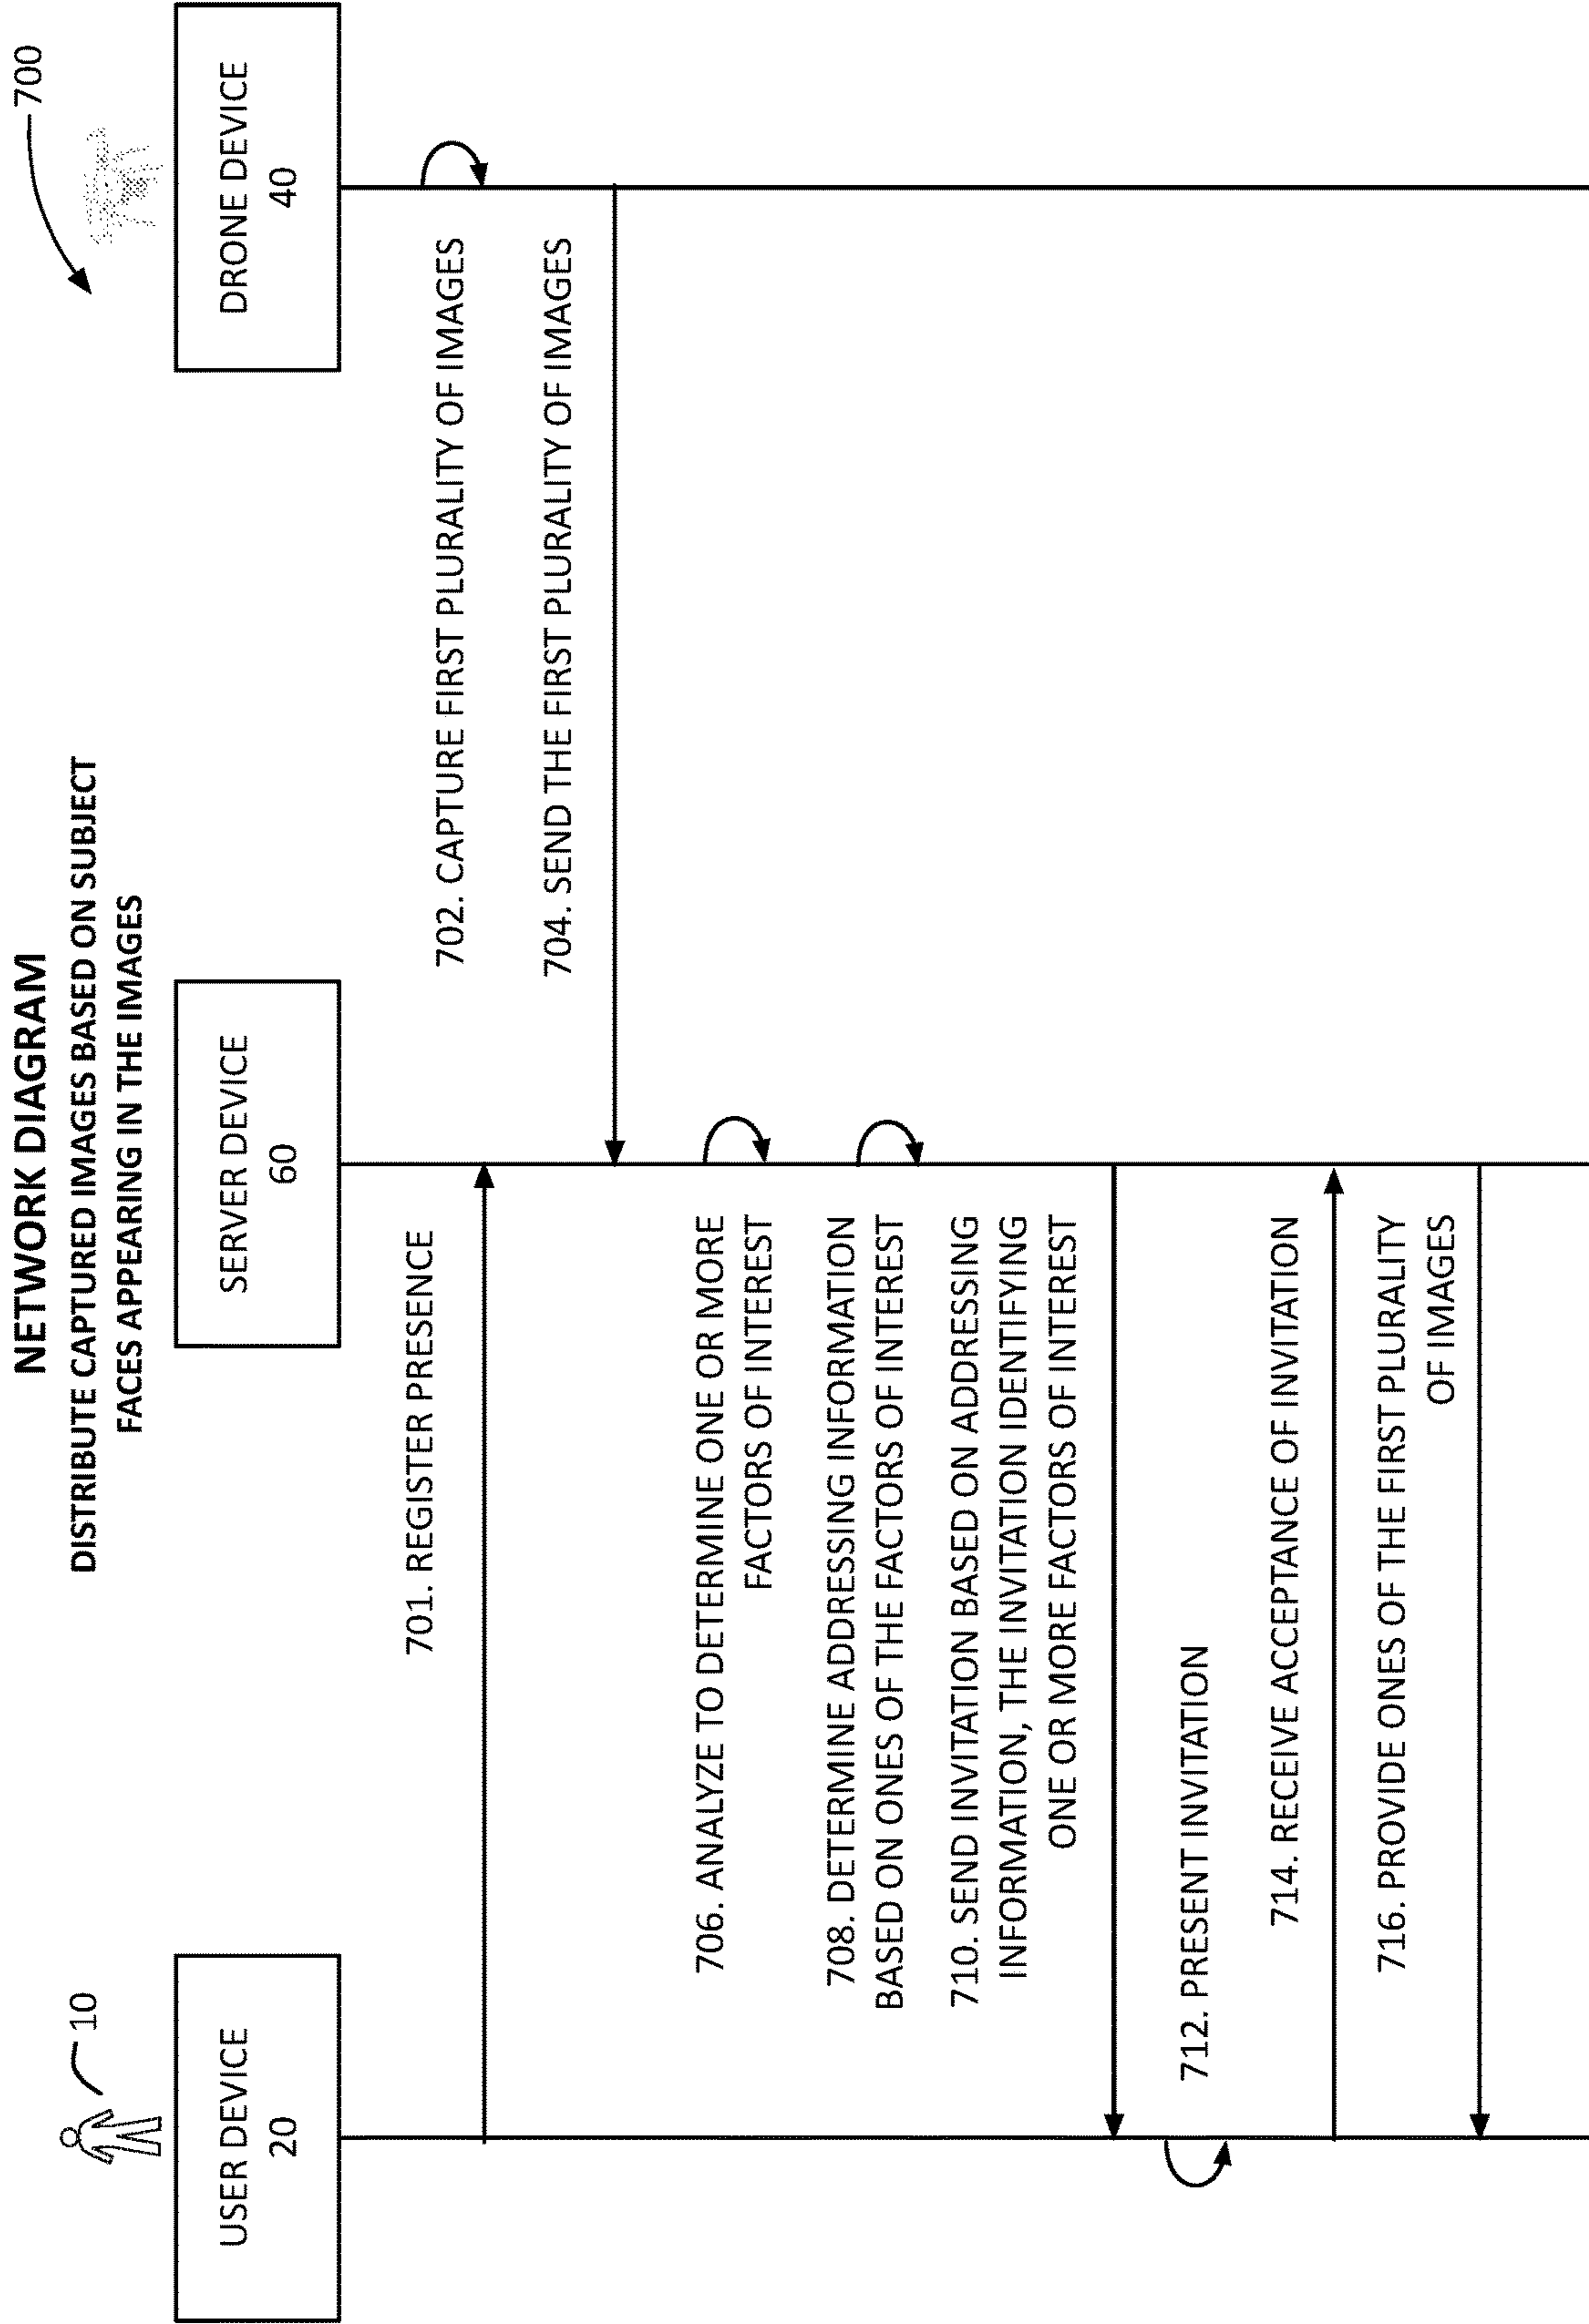 NETWORK DIAGRAM
DISTRIBUTE CAPTURED IMAGES BASED ON SUBJECT
FACES APPEARING IN THE IMAGES
700
10
USER DEVICE
20
SERVER DEVICE
60
DRONE DEVICE
40
701. REGISTER PRESENCE
702. CAPTURE FIRST PLURALITY OF IMAGES
704. SEND THE FIRST PLURALITY OF IMAGES
706. ANALYZE TO DETERMINE ONE OR MORE
FACTORS OF INTEREST
708. DETERMINE ADDRESSING INFORMATION
BASED ON ONES OF THE FACTORS OF INTEREST
710. SEND INVITATION BASED ON ADDRESSING
INFORMATION, THE INVITATION IDENTIFYING
ONE OR MORE FACTORS OF INTEREST
712. PRESENT INVITATION
714. RECEIVE ACCEPTANCE OF INVITATION
716. PROVIDE ONES OF THE FIRST PLURALITY
OF IMAGES